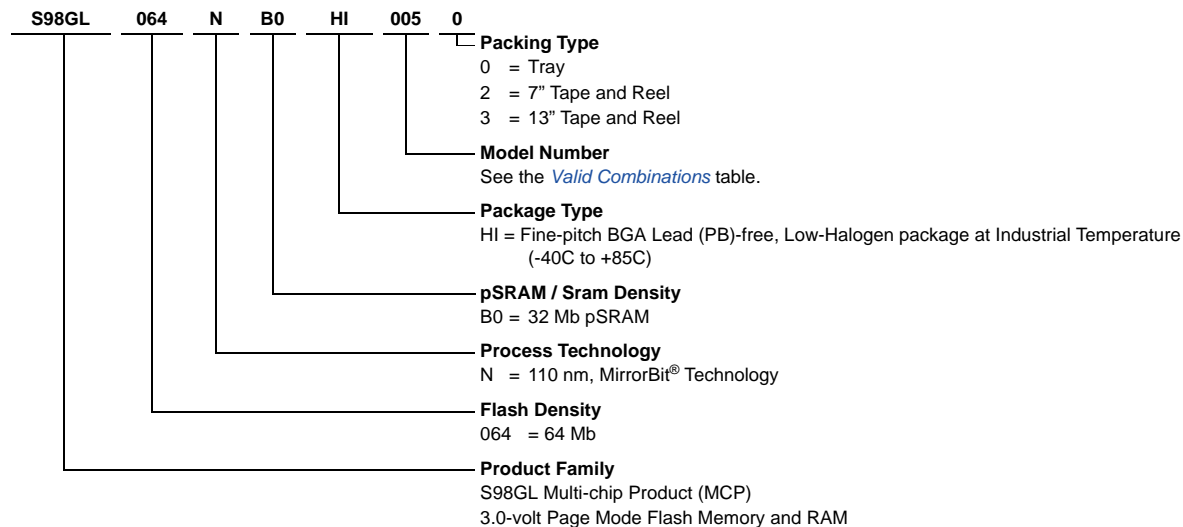 S98GL 064 N B0 HI 005 0
Packing Type
0 = Tray
2 = 7” Tape and Reel
3 = 13” Tape and Reel
Model Number
See the Valid Combinations table.
Package Type
HI = Fine-pitch BGA Lead (PB)-free, Low-Halogen package at Industrial Temperature
(-40C to +85C)
pSRAM / Sram Density
B0 = 32 Mb pSRAM
Process Technology
N = 110 nm, MirrorBit® Technology
Flash Density
064 = 64 Mb
Product Family
S98GL Multi-chip Product (MCP)
3.0-volt Page Mode Flash Memory and RAM